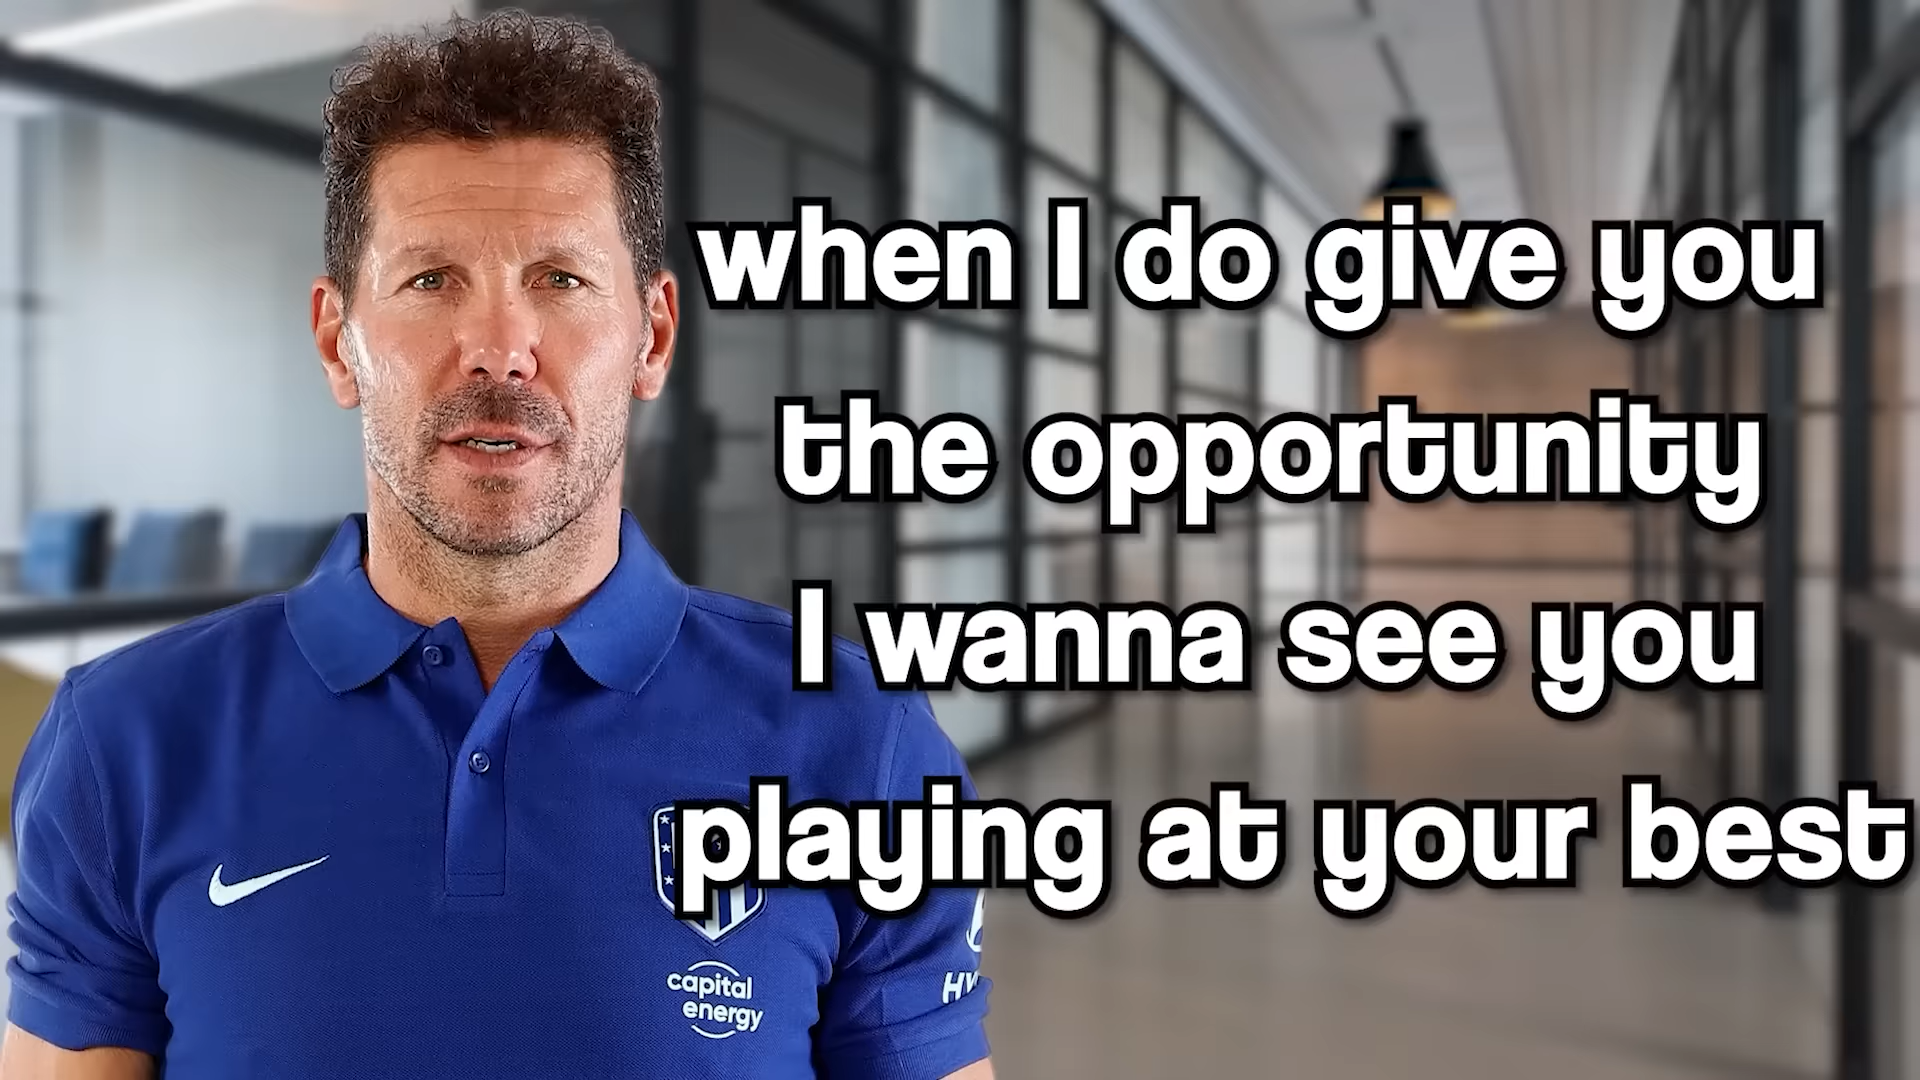 when I do give you
the opportunity
I wanna see you
playing at your best
capital
energy